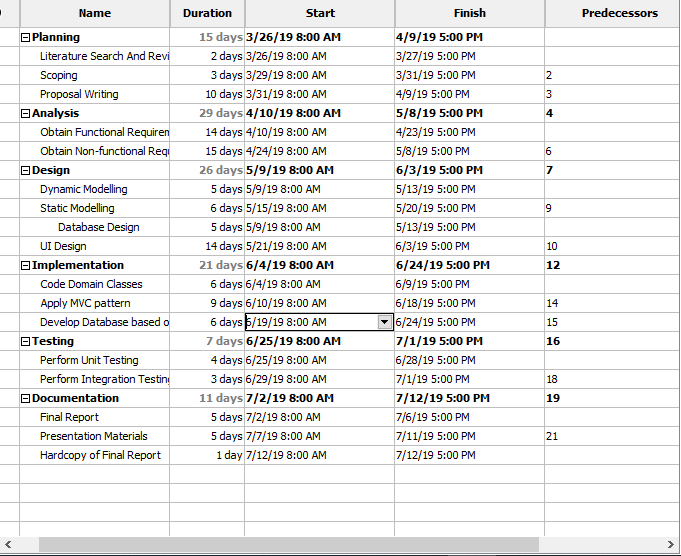 Name Duration Start Finish Predecessors
Planning 15 days 3/26/19 8:00 AM 4/9/19 5:00 PM
Literature Search And Revi 2 days 3/26/19 8:00 AM 3/27/19 5:00 PM
Scoping 3 days 3/29/19 8:00 AM 3/31/19 5:00 PM 2
Proposal Writing 10 days 3/31/19 8:00 AM 4/9/19 5:00 PM 3
Analysis 29 days 4/10/19 8:00 AM 5/8/19 5:00 PM 4
Obtain Functional Requirem 14 days 4/10/19 8:00 AM 4/23/19 5:00 PM
Obtain Non-functional Requ 15 days 4/24/19 8:00 AM 5/8/19 5:00 PM 6
Design 26 days 5/9/19 8:00 AM 6/3/19 5:00 PM 7
Dynamic Modelling 5 days 5/9/19 8:00 AM 5/13/19 5:00 PM
Static Modelling 6 days 5/15/19 8:00 AM 5/20/19 5:00 PM 9
Database Design 5 days 5/9/19 8:00 AM 5/13/19 5:00 PM
UI Design 14 days 5/21/19 8:00 AM 6/3/19 5:00 PM 10
Implementation 21 days 6/4/19 8:00 AM 6/24/19 5:00 PM 12
Code Domain Classes 6 days 6/4/19 8:00 AM 6/9/19 5:00 PM
Apply MVC pattern 9 days 6/10/19 8:00 AM 6/18/19 5:00 PM 14
Develop Database based o 6 days 6/19/19 8:00 AM 6/24/19 5:00 PM 15
Testing 7 days 6/25/19 8:00 AM 7/1/19 5:00 PM 16
Perform Unit Testing 4 days 6/25/19 8:00 AM 6/28/19 5:00 PM
Perform Integration Testing 3 days 6/29/19 8:00 AM 7/1/19 5:00 PM 18
Documentation 11 days 7/2/19 8:00 AM 7/12/19 5:00 PM 19
Final Report 5 days 7/2/19 8:00 AM 7/6/19 5:00 PM
Presentation Materials 5 days 7/7/19 8:00 AM 7/11/19 5:00 PM 21
Hardcopy of Final Report 1 day 7/12/19 8:00 AM 7/12/19 5:00 PM